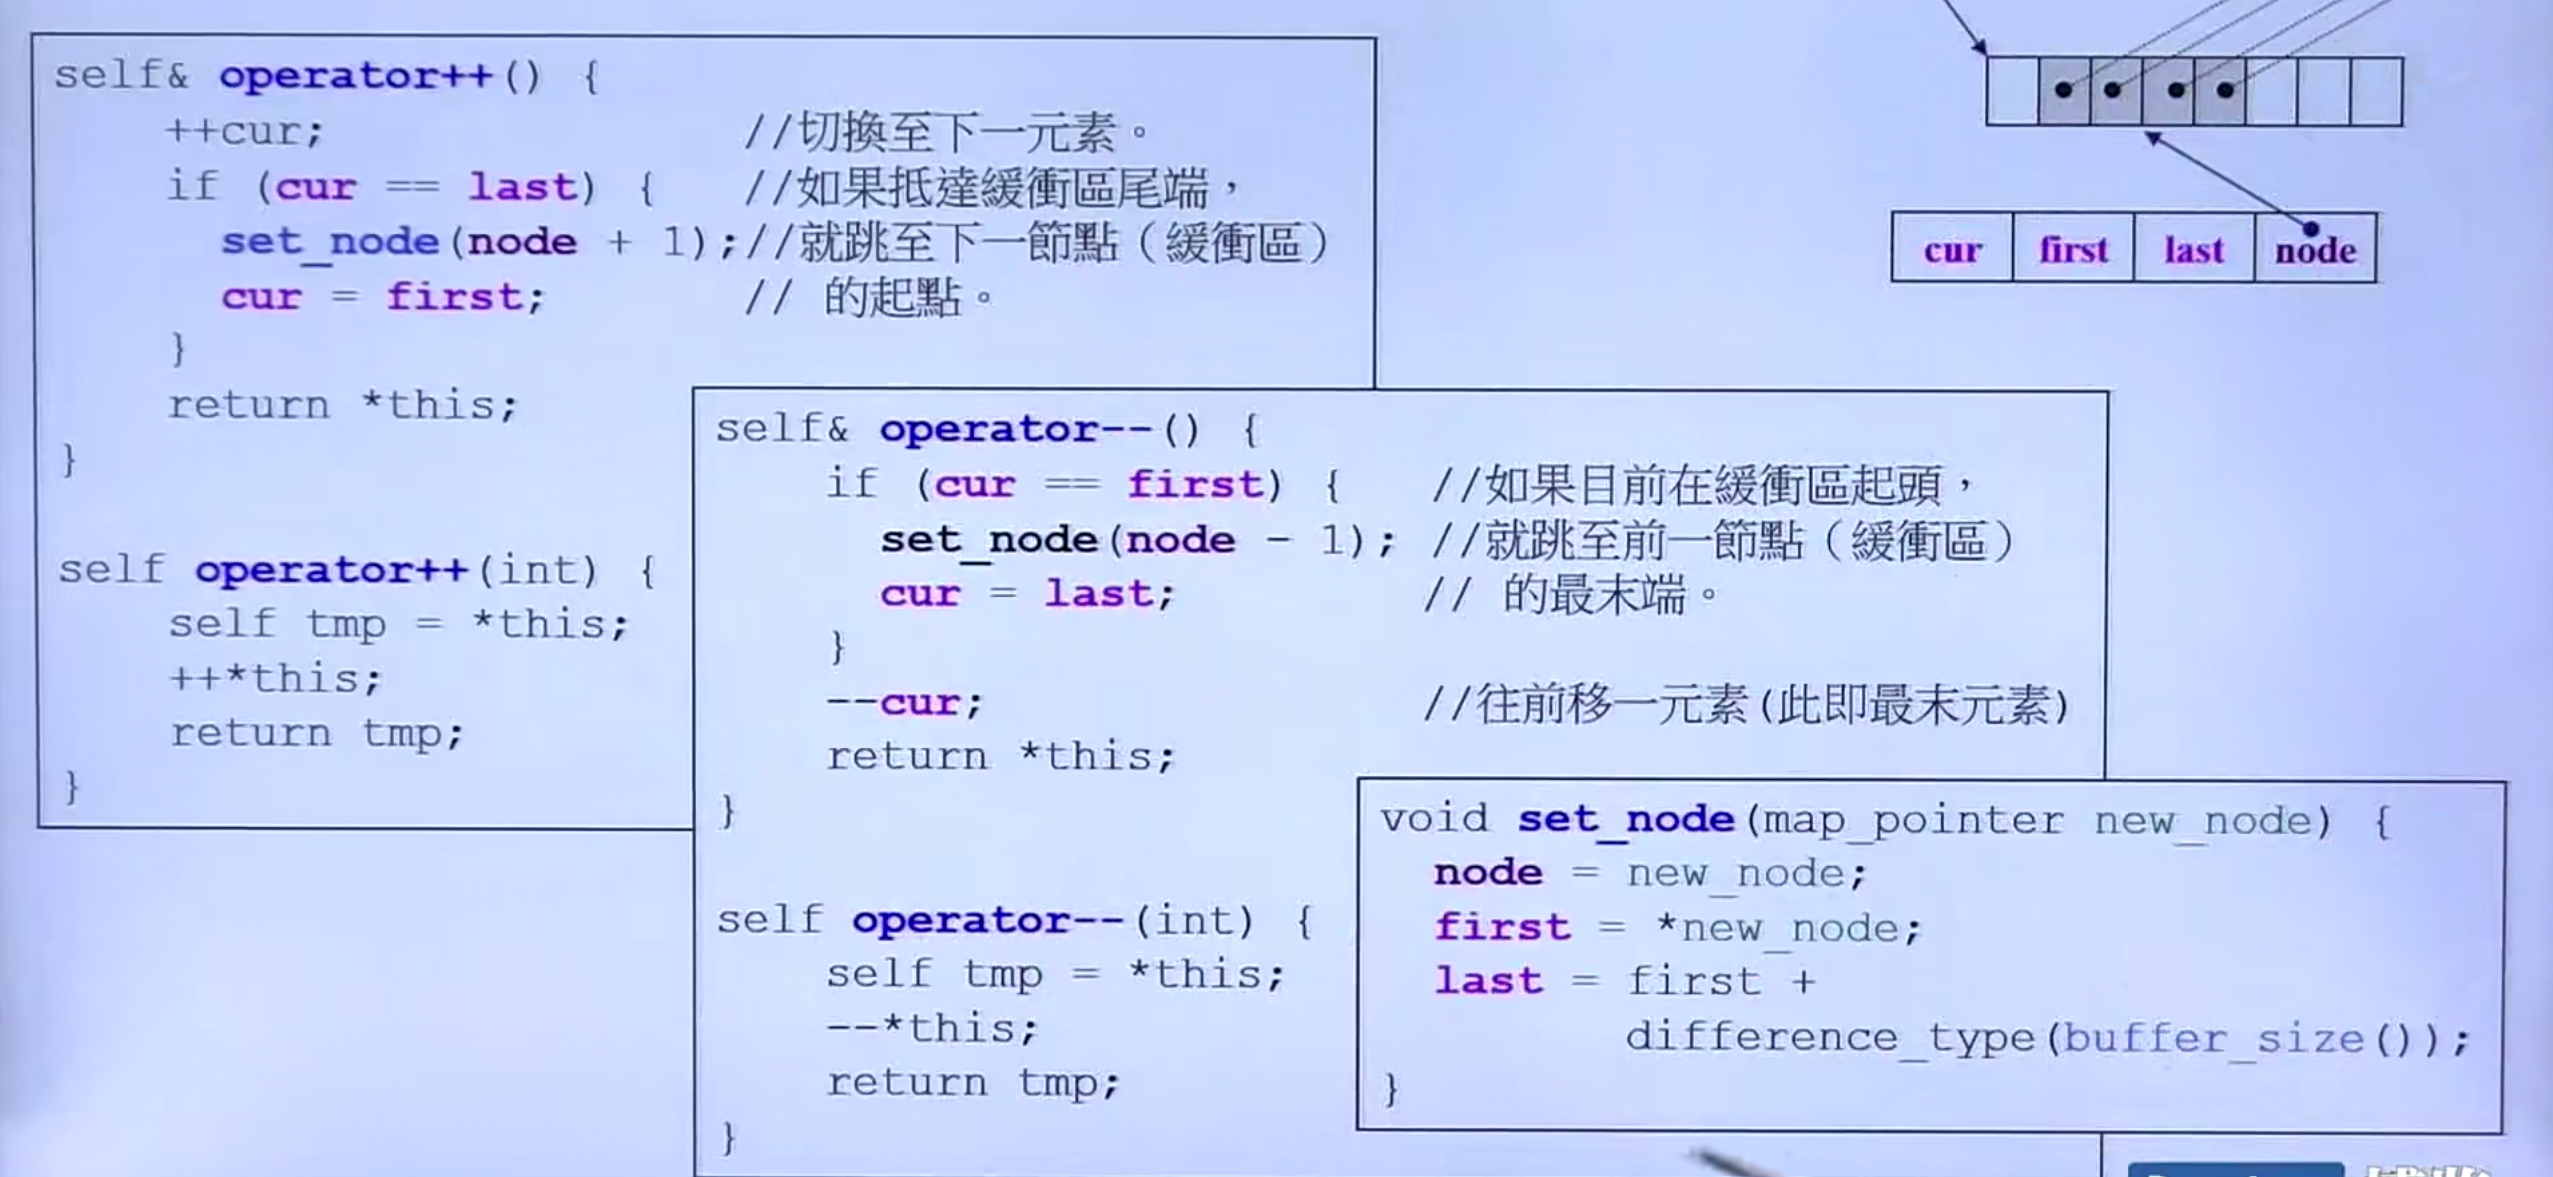 self& operator++() {
++cur; //切換至下一元素。
if (cur == last) { //如果抵達緩衝區尾端，
set_node(node + 1);//就跳至下一節點（緩衝區）
cur = first; // 的起點。
}
return *this;
}
self operator++(int) {
self tmp = *this;
++*this;
return tmp;
}
self& operator--() {
if (cur == first) { //如果目前在緩衝區起頭，
set_node(node - 1); //就跳至前一節點（緩衝區）
cur = last; // 的最末端。
}
--cur; //往前移一元素(此即最末元素)
return *this;
}
self operator--(int) {
self tmp = *this;
--*this;
return tmp;
}
void set_node(map_pointer new_node) {
node = new_node;
first = *new_node;
last = first +
difference_type(buffer_size());
}
cur first last node